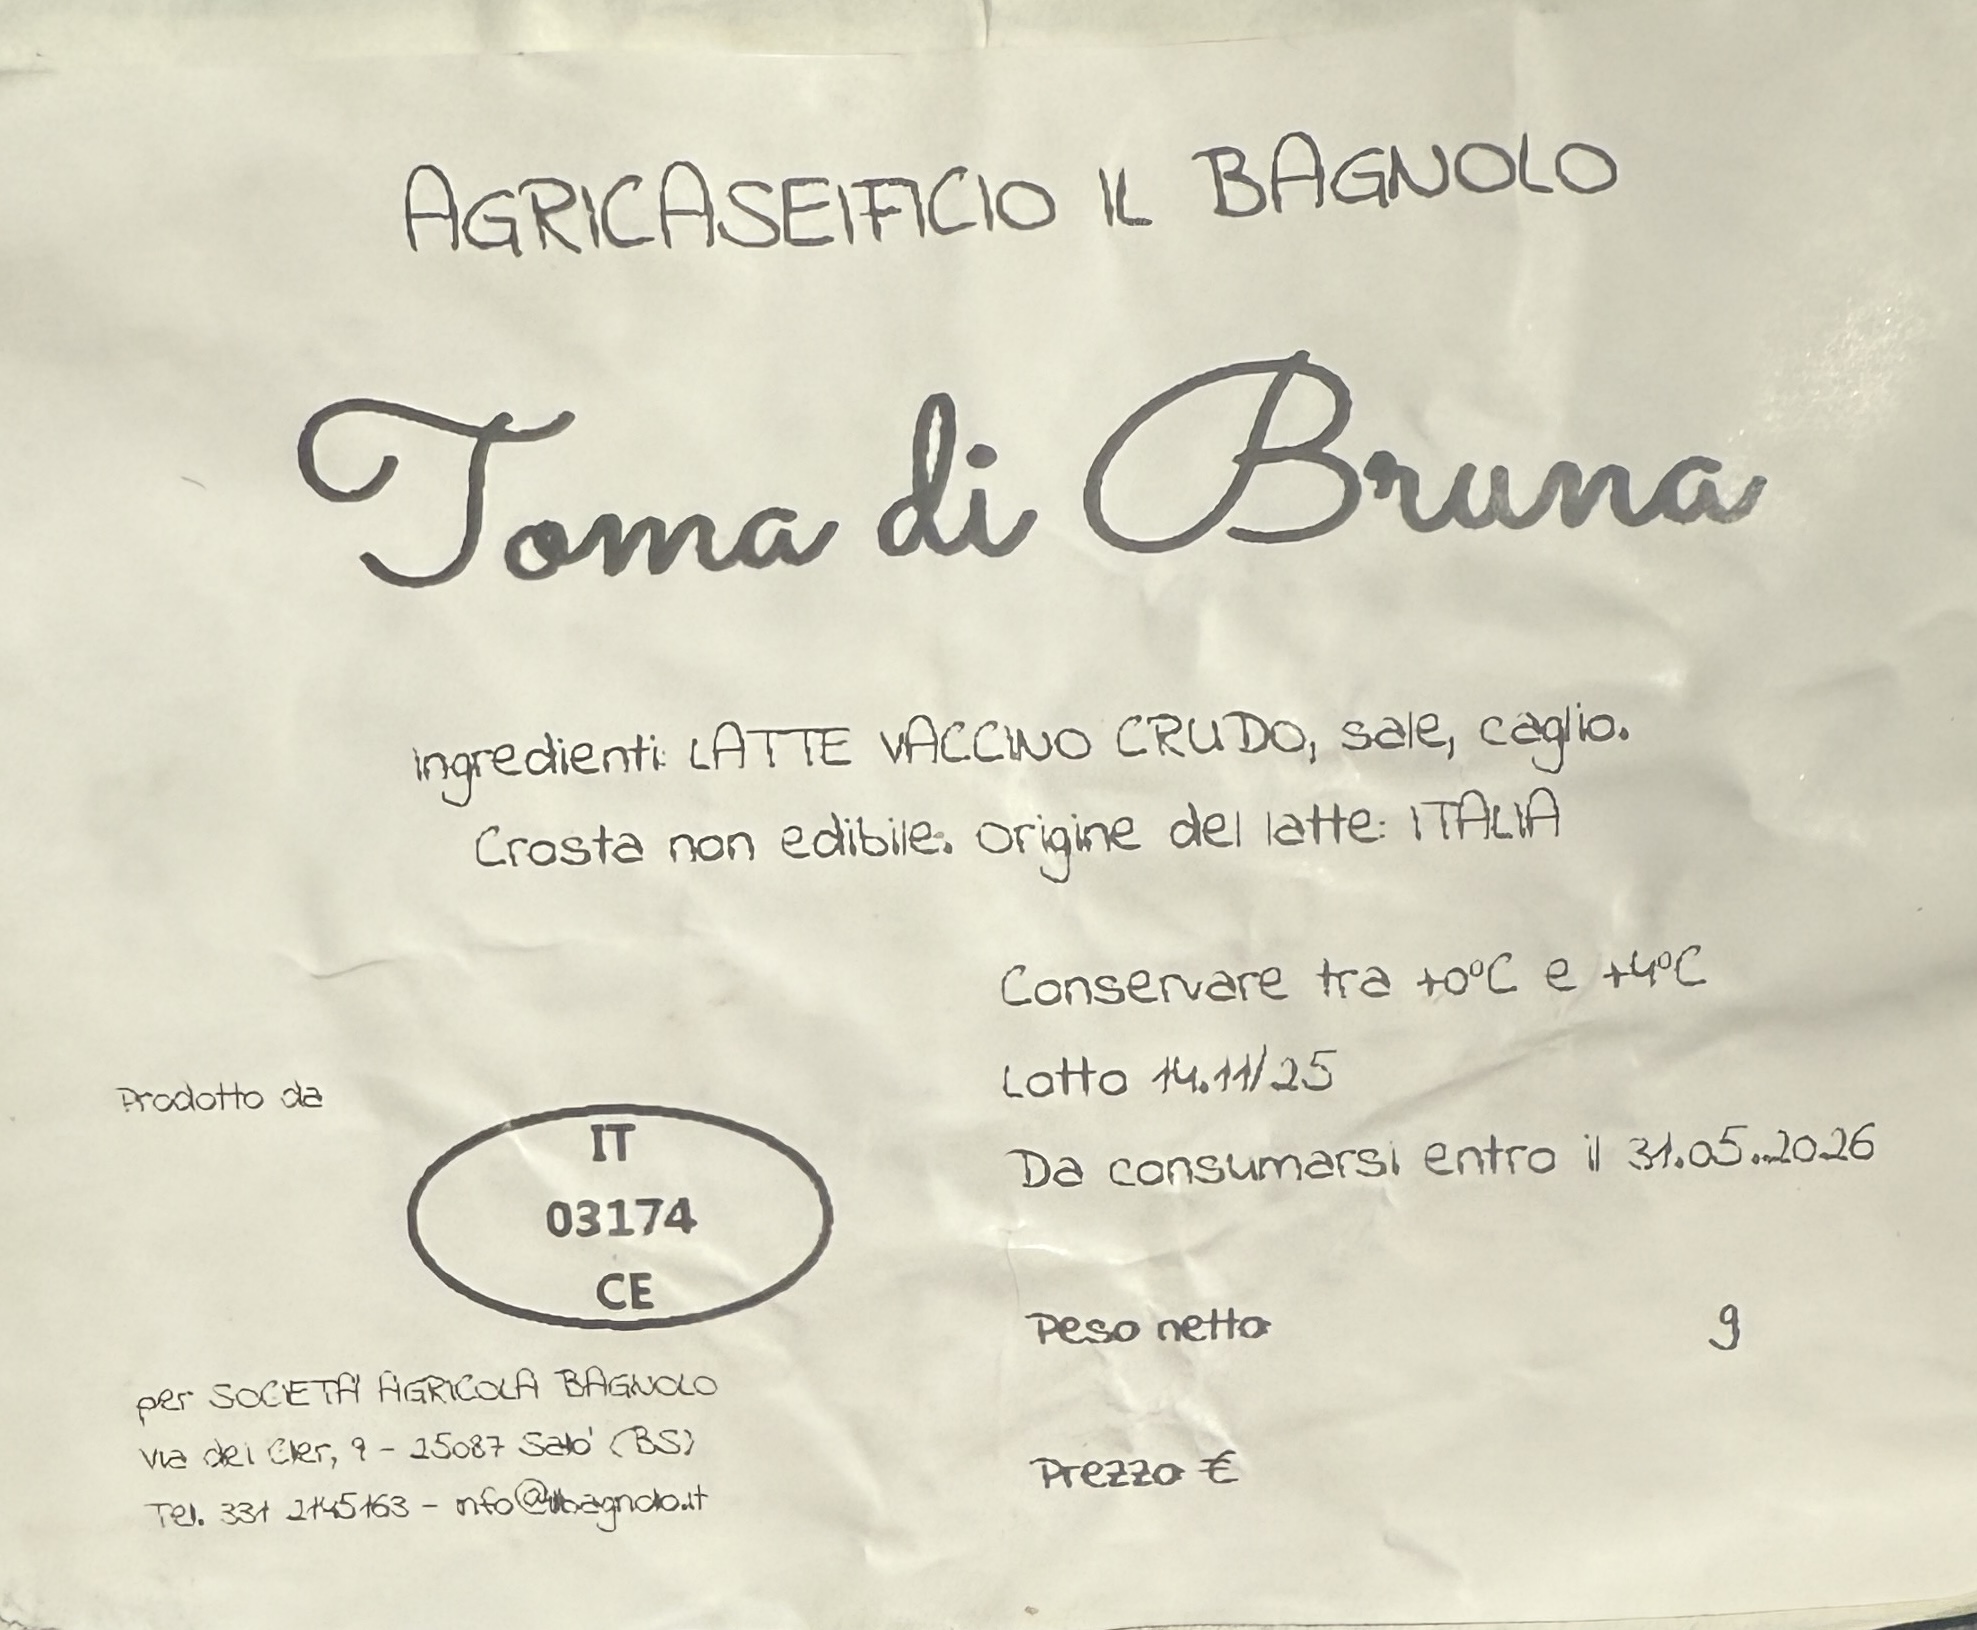 AGRICASEIFICIO IL BAGNOLO
Toma di Bruna
ingredienti: LATTE VACCINO CRUDO, sale, caglio.
Crosta non edibile. Origine del latte: ITALIA
Conservare tra +0°C e +4°C
Lotto 14.11/25
Da consumarsi entro il 31.05.2026
Prodotto da
IT
03174
CE
Peso netto g
Prezzo €
per SOCIETA' AGRICOLA BAGNOLO
Via dei Cler, 9 - 25087 Salo' (BS)
Tel. 331 2145163 - info@ilbagnolo.it